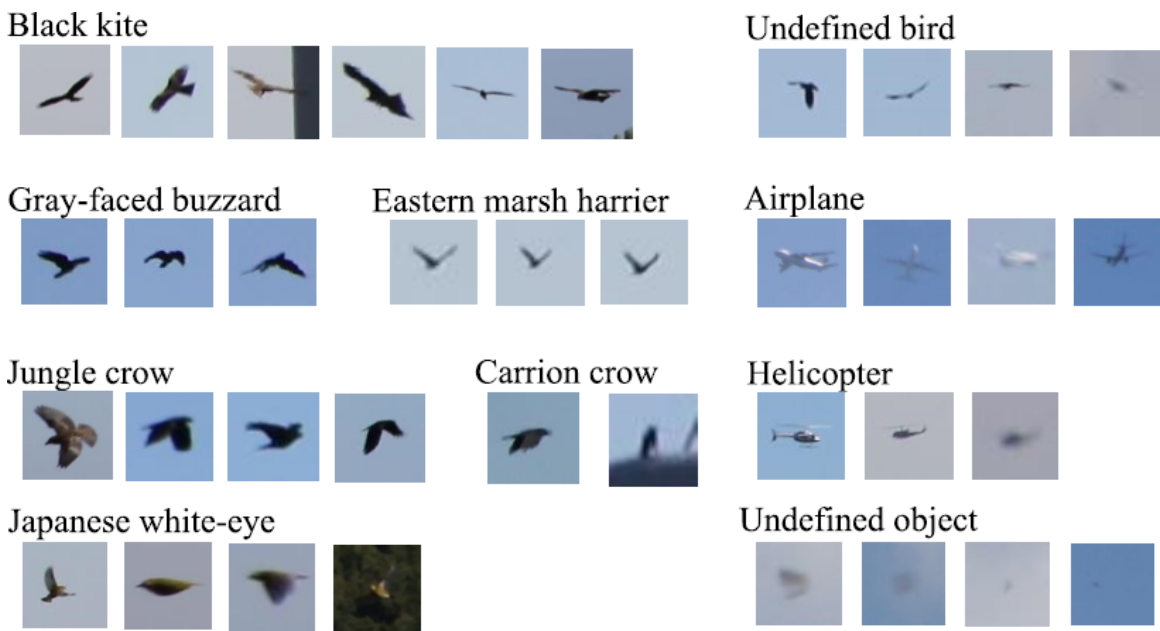 Black kite
Undefined bird
Gray-faced buzzard
Eastern marsh harrier
Airplane
Jungle crow
Carrion crow
Helicopter
Japanese white-eye
Undefined object